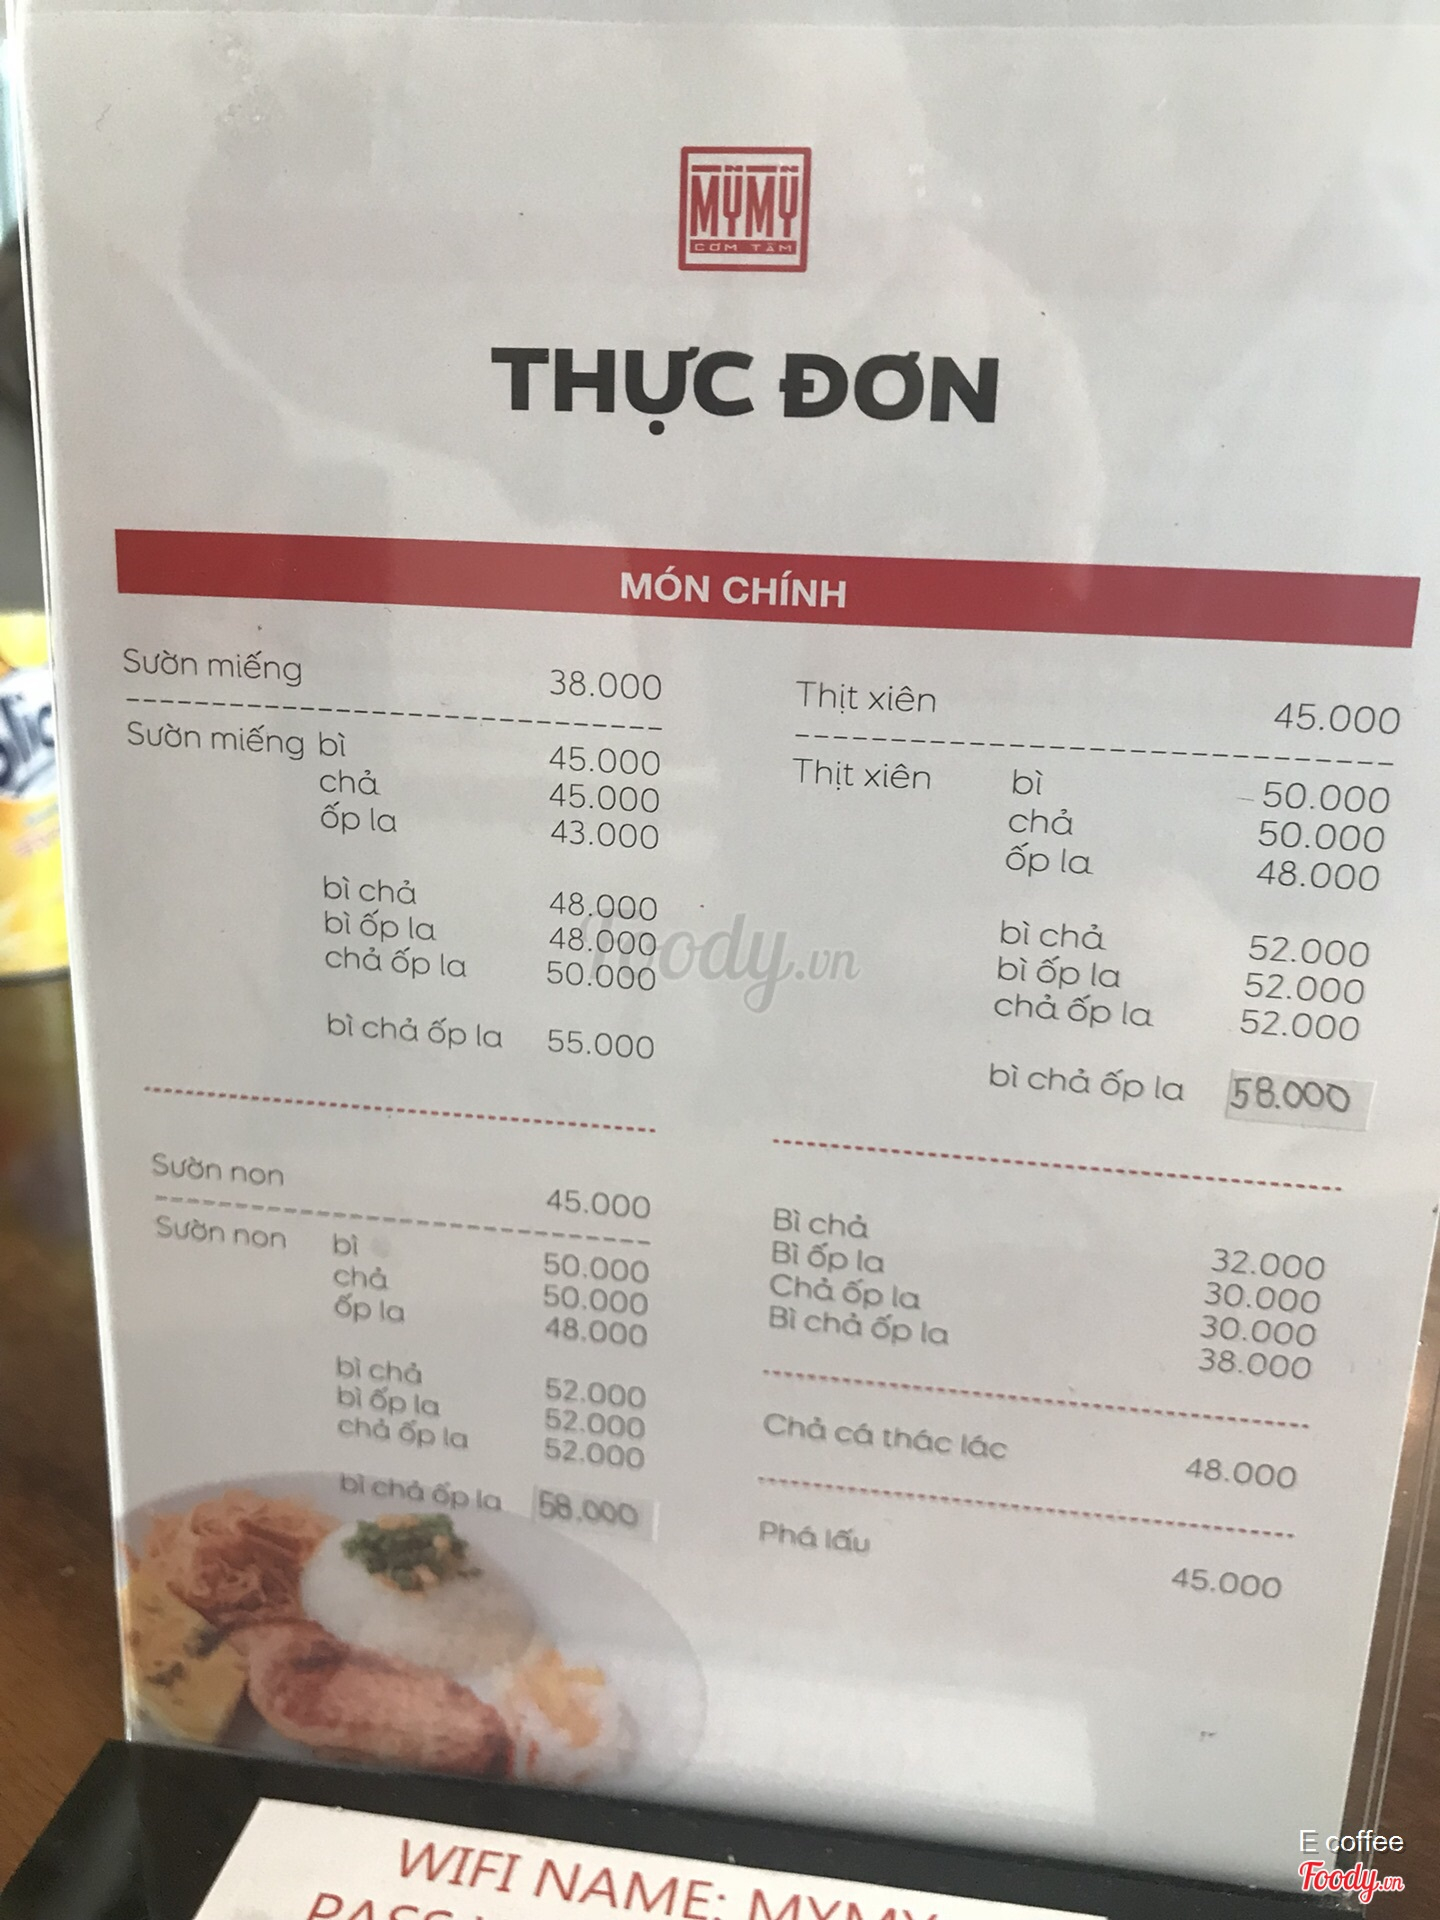 MỸMỸ
CƠM TẤM
THỰC ĐƠN
MÓN CHÍNH
Sườn miếng 38.000
Sườn miếng bì 45.000
chả 45.000
ốp la 43.000
bì chả 48.000
bì ốp la 48.000
chả ốp la 50.000
bì chả ốp la 55.000
Sườn non 45.000
Sườn non bì 50.000
chả 50.000
ốp la 48.000
bì chả 52.000
bì ốp la 52.000
chả ốp la 52.000
bì chả ốp la 58.000
Thịt xiên 45.000
Thịt xiên bì 50.000
chả 50.000
ốp la 48.000
bì chả 52.000
bì ốp la 52.000
chả ốp la 52.000
bì chả ốp la 58.000
Bì chả 32.000
Bì ốp la 30.000
Chả ốp la 30.000
Bì chả ốp la 38.000
Chả cá thác lác 48.000
Phá lấu 45.000
Foody.vn
WIFI NAME: MYMY
E coffee
Foody.vn